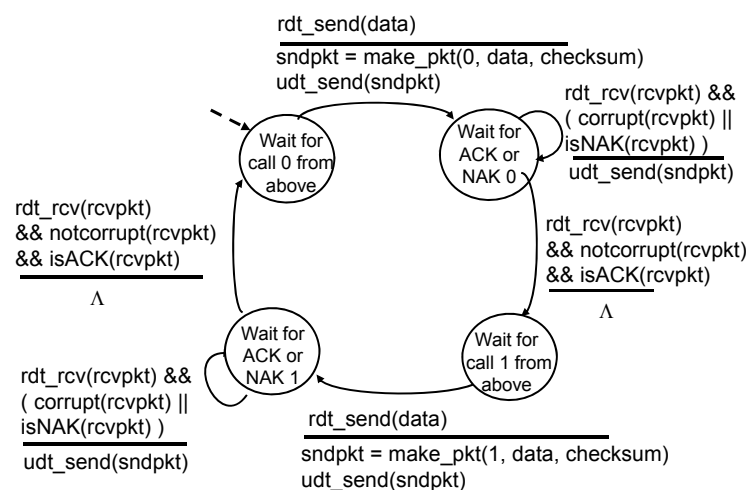 rdt_send(data)
sndpkt = make_pkt(0, data, checksum)
udt_send(sndpkt)
Wait for
call 0 from
above
Wait for
ACK or
NAK 0
rdt_rcv(rcvpkt) &&
( corrupt(rcvpkt) ||
isNAK(rcvpkt) )
udt_send(sndpkt)
rdt_rcv(rcvpkt)
&& notcorrupt(rcvpkt)
&& isACK(rcvpkt)
Λ
rdt_rcv(rcvpkt)
&& notcorrupt(rcvpkt)
&& isACK(rcvpkt)
Λ
Wait for
ACK or
NAK 1
Wait for
call 1 from
above
rdt_rcv(rcvpkt) &&
( corrupt(rcvpkt) ||
isNAK(rcvpkt) )
udt_send(sndpkt)
rdt_send(data)
sndpkt = make_pkt(1, data, checksum)
udt_send(sndpkt)